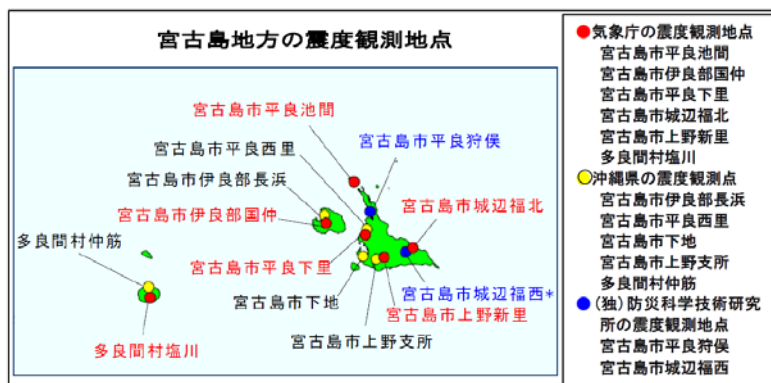 宮古島地方の震度観測地点
宮古島市平良池間
宮古島市平良西里
宮古島市平良狩俣
宮古島市伊良部長浜
宮古島市伊良部国仲
宮古島市城辺福北
多良間村仲筋
宮古島市平良下里
宮古島市下地
宮古島市城辺福西*
宮古島市上野新里
宮古島市上野支所
多良間村塩川
●気象庁の震度観測地点
宮古島市平良池間
宮古島市伊良部国仲
宮古島市平良下里
宮古島市城辺福北
宮古島市上野新里
多良間村塩川
沖縄県の震度観測点
宮古島市伊良部長浜
宮古島市平良西里
宮古島市下地
宮古島市上野支所
多良間村仲筋
●(独)防災科学技術研究
所の震度観測地点
宮古島市平良狩俣
宮古島市城辺福西